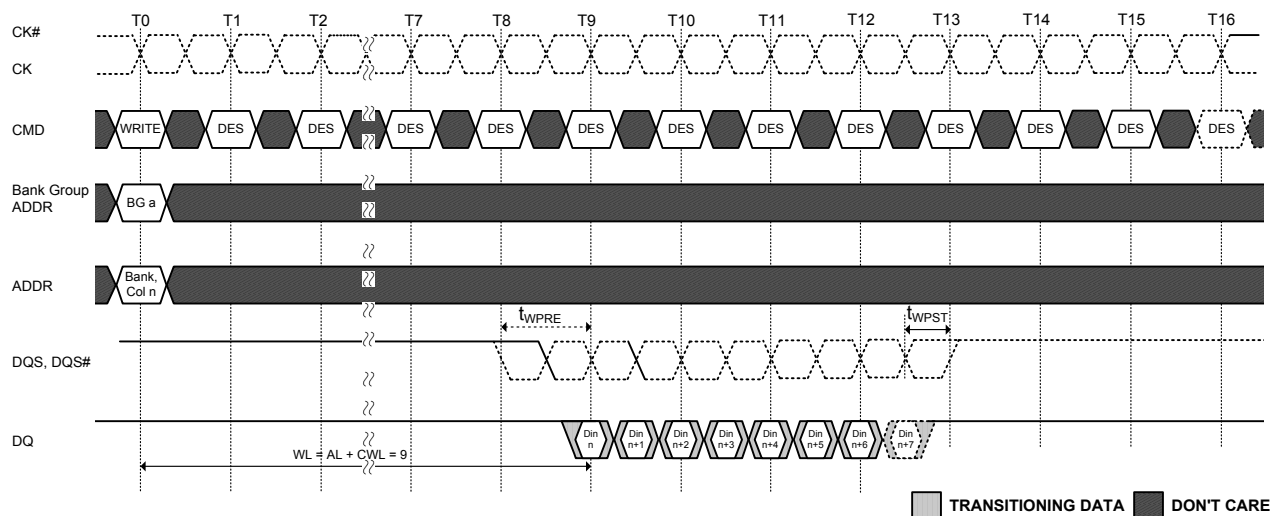 T0 T1 T2 T7 T8 T9 T10 T11 T12 T13 T14 T15 T16
CK#
CK
CMD WRITE DES DES DES DES DES DES DES DES DES DES DES DES
Bank Group
ADDR
BG a
ADDR
Bank,
Col n
tWPRE
tWPST
DQS, DQS#
DQ
Din n Din n+1 Din n+2 Din n+3 Din n+4 Din n+5 Din n+6 Din n+7
WL = AL + CWL = 9
TRANSITIONING DATA DON'T CARE